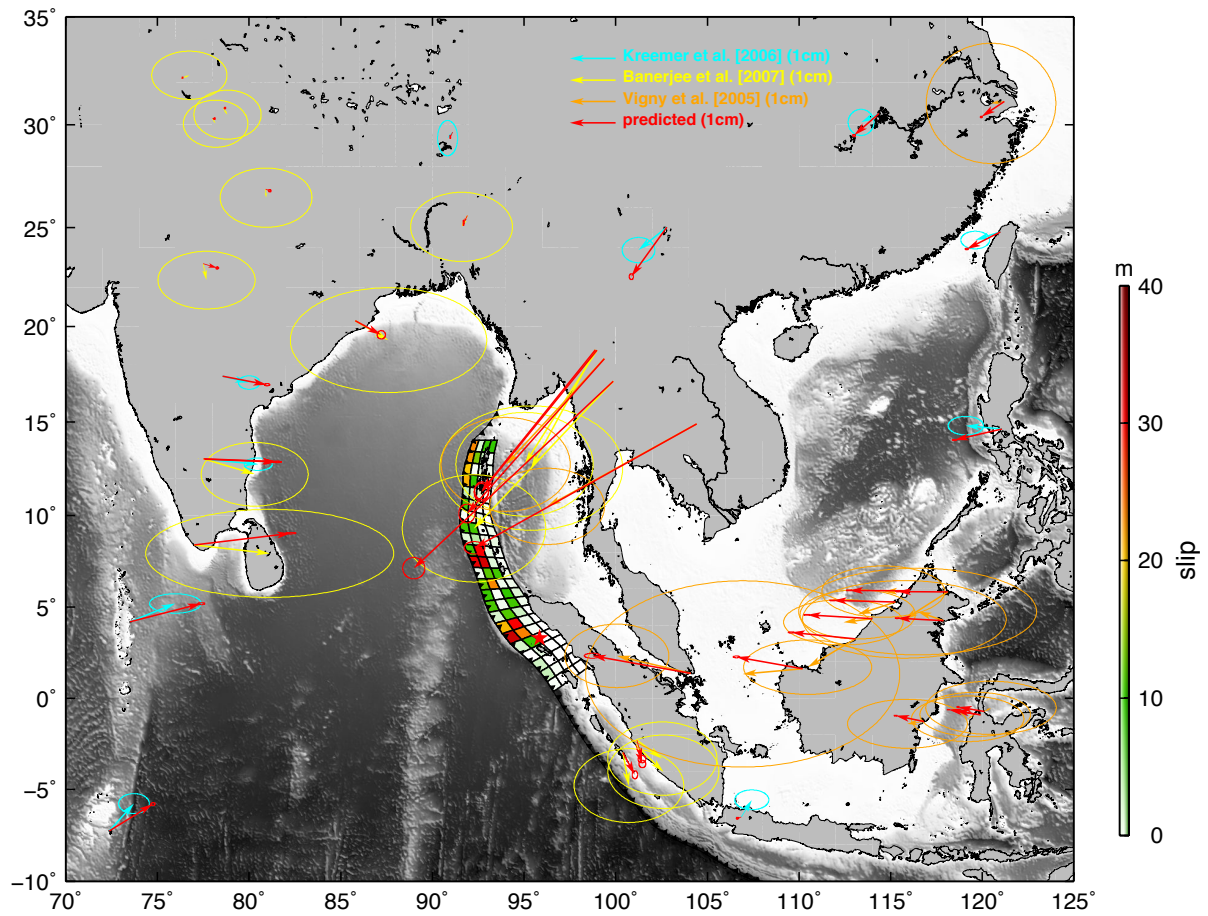 35˚
30˚
25˚
20˚
15˚
10˚
5˚
0˚
−5˚
−10˚
70˚ 75˚ 80˚ 85˚ 90˚ 95˚ 100˚ 105˚ 110˚ 115˚ 120˚ 125˚
Kreemer et al. [2006] (1cm)
Banerjee et al. [2007] (1cm)
Vigny et al. [2005] (1cm)
predicted (1cm)
m
40
30
20
10
0
slip